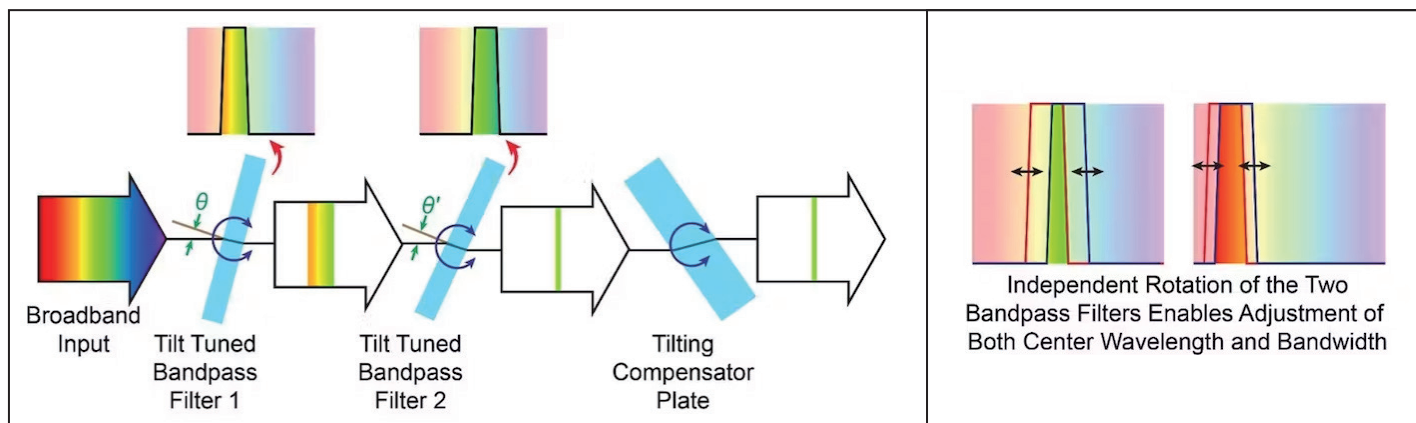 θ
θ'
Broadband
Input
Tilt Tuned
Bandpass
Filter 1
Tilt Tuned
Bandpass
Filter 2
Tilting
Compensator
Plate
Independent Rotation of the Two
Bandpass Filters Enables Adjustment of
Both Center Wavelength and Bandwidth